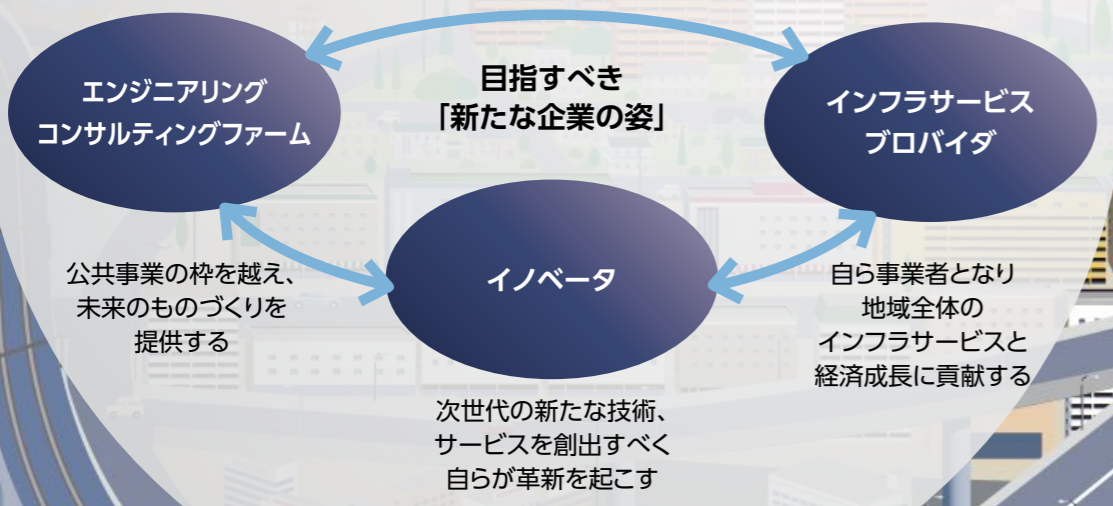 目指すべき
「新たな企業の姿」
エンジニアリング
コンサルティングファーム
公共事業の枠を越え、
未来のものづくりを
提供する
イノベータ
次世代の新たな技術、
サービスを創出すべく
自らが革新を起こす
インフラサービス
プロバイダ
自ら事業者となり
地域全体の
インフラサービスと
経済成長に貢献する